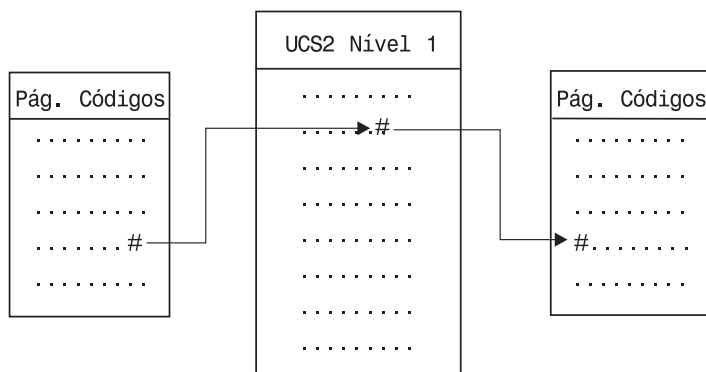 Pág. Códigos
. . . . . . . . .
. . . . . . . . .
. . . . . . . . .
. . . . . . . #
. . . . . . . . .
UCS2 Nível 1
. . . . . . . . .
. . . . . . . #
. . . . . . . . .
. . . . . . . . .
. . . . . . . . .
. . . . . . . . .
. . . . . . . . .
. . . . . . . . .
Pág. Códigos
. . . . . . . . .
. . . . . . . . .
. . . . . . . . .
#. . . . . . . .
. . . . . . . . .